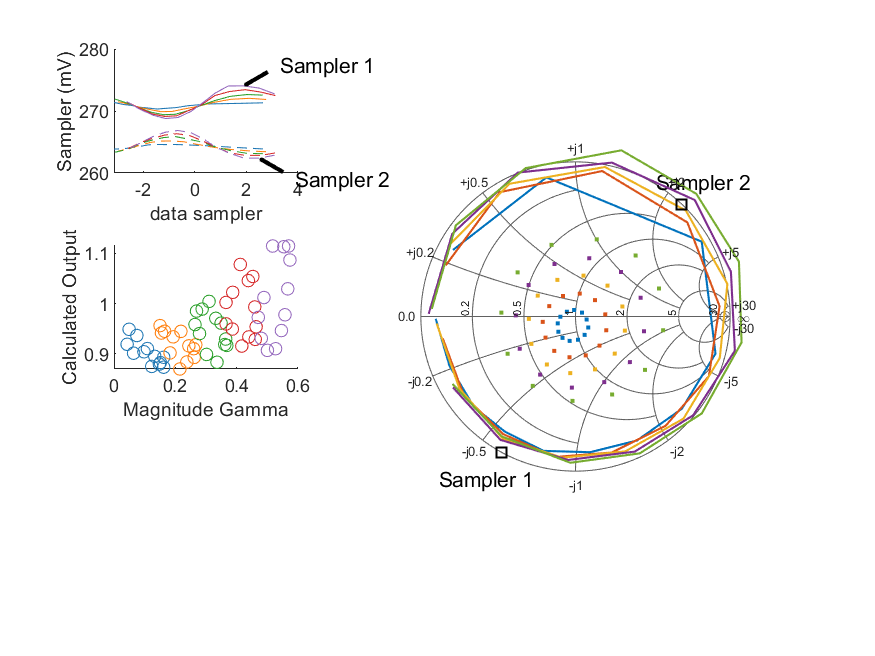 280
270
260
Sampler (mV)
-2
0
2
4
data sampler
Sampler 1
Sampler 2
1.1
1
0.9
Calculated Output
0
0.2
0.4
0.6
Magnitude Gamma
+j1
+j0.5
Sampler 2
+j0.2
+j5
0.0
0.2
0.5
1
2
5
30
+30
∞
-j30
-j0.2
-j5
-j0.5
-j2
Sampler 1
-j1